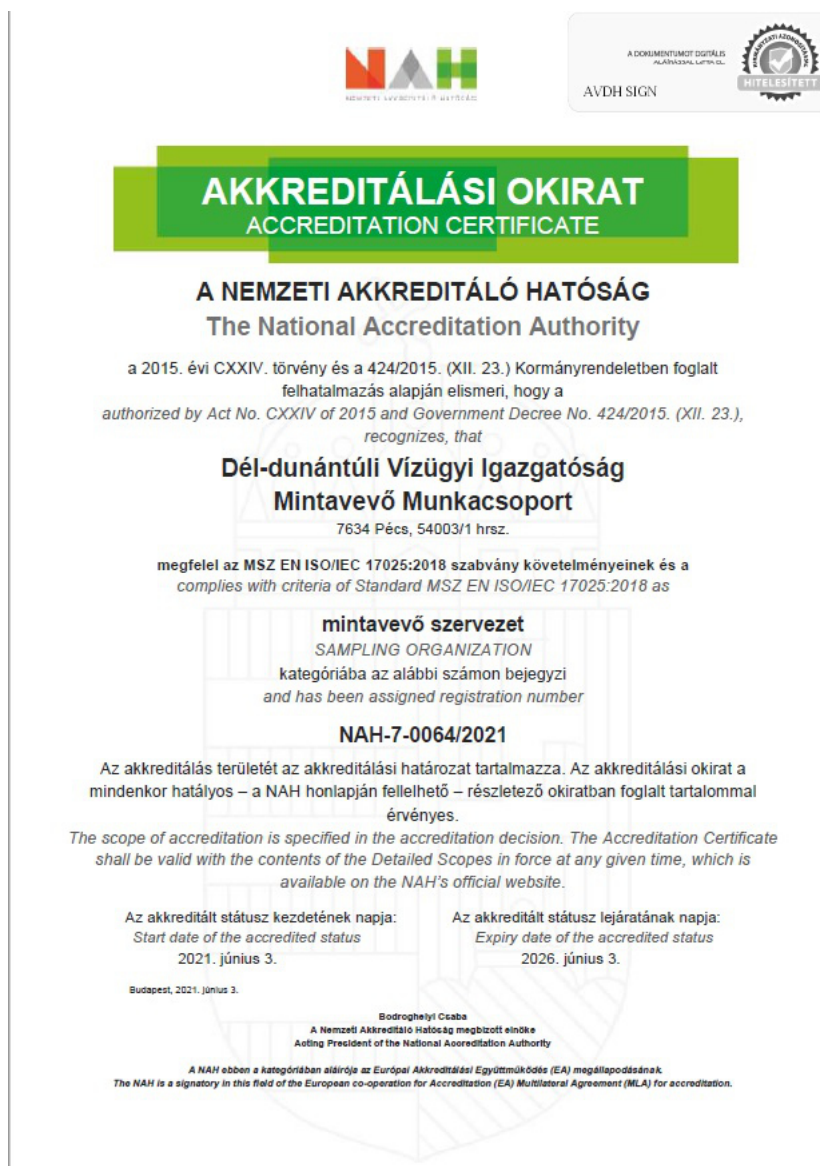 NAH
NEMZETI AKKREDITÁLÓ HATÓSÁG
A DOKUMENTUMOT DIGITÁLIS
ALÁÍRÁSSAL LÁTTA EL
AVDH SIGN
HITELESÍTETT
AKKREDITÁLÁSI OKIRAT
ACCREDITATION CERTIFICATE
A NEMZETI AKKREDITÁLÓ HATÓSÁG
The National Accreditation Authority
a 2015. évi CXXIV. törvény és a 424/2015. (XII. 23.) Kormányrendeletben foglalt
felhatalmazás alapján elismeri, hogy a
authorized by Act No. CXXIV of 2015 and Government Decree No. 424/2015. (XII. 23.),
recognizes, that
Dél-dunántúli Vízügyi Igazgatóság
Mintavevő Munkacsoport
7634 Pécs, 54003/1 hrsz.
megfelel az MSZ EN ISO/IEC 17025:2018 szabvány követelményeinek és a
complies with criteria of Standard MSZ EN ISO/IEC 17025:2018 as
mintavevő szervezet
SAMPLING ORGANIZATION
kategóriába az alábbi számon bejegyzi
and has been assigned registration number
NAH-7-0064/2021
Az akkreditálás területét az akkreditálási határozat tartalmazza. Az akkreditálási okirat a
mindenkor hatályos – a NAH honlapján fellelhető – részletező okiratban foglalt tartalommal
érvényes.
The scope of accreditation is specified in the accreditation decision. The Accreditation Certificate
shall be valid with the contents of the Detailed Scopes in force at any given time, which is
available on the NAH's official website.
Az akkreditált státusz kezdetének napja:
Start date of the accredited status
2021. június 3.
Az akkreditált státusz lejáratának napja:
Expiry date of the accredited status
2026. június 3.
Budapest, 2021. június 3.
Bodroghelyi Csaba
A Nemzeti Akkreditáló Hatóság megbízott elnöke
Acting President of the National Accreditation Authority
A NAH ebben a kategóriában aláírója az Európai Akkreditálási Együttműködés (EA) megállapodásának.
The NAH is a signatory in this field of the European co-operation for Accreditation (EA) Multilateral Agreement (MLA) for accreditation.